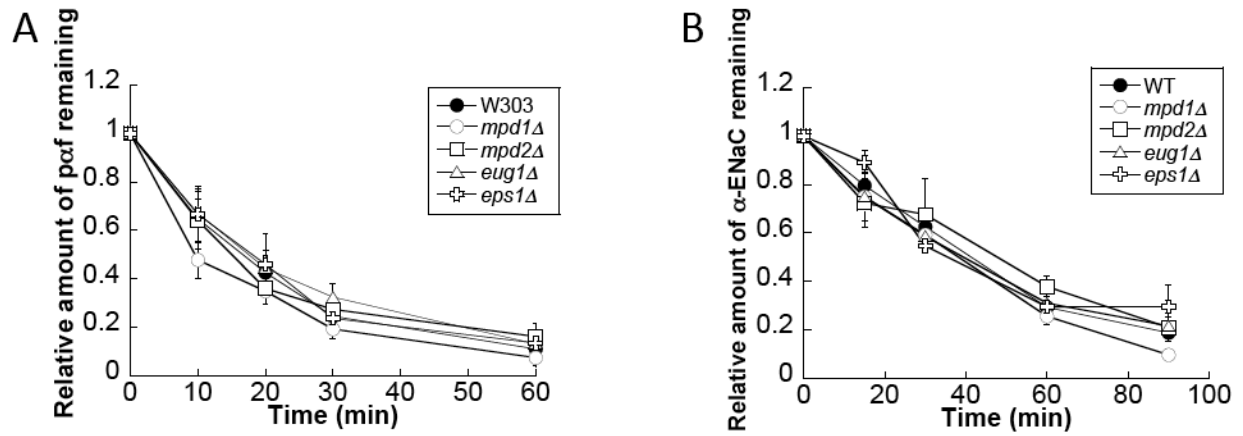 A
Relative amount of pαf remaining
1.2
1
0.8
0.6
0.4
0.2
0
0 10 20 30 40 50 60
Time (min)
W303
mpd1Δ
mpd2Δ
eug1Δ
eps1Δ
B
Relative amount of α-ENaC remaining
1.2
1
0.8
0.6
0.4
0.2
0
0 20 40 60 80 100
Time (min)
WT
mpd1Δ
mpd2Δ
eug1Δ
eps1Δ